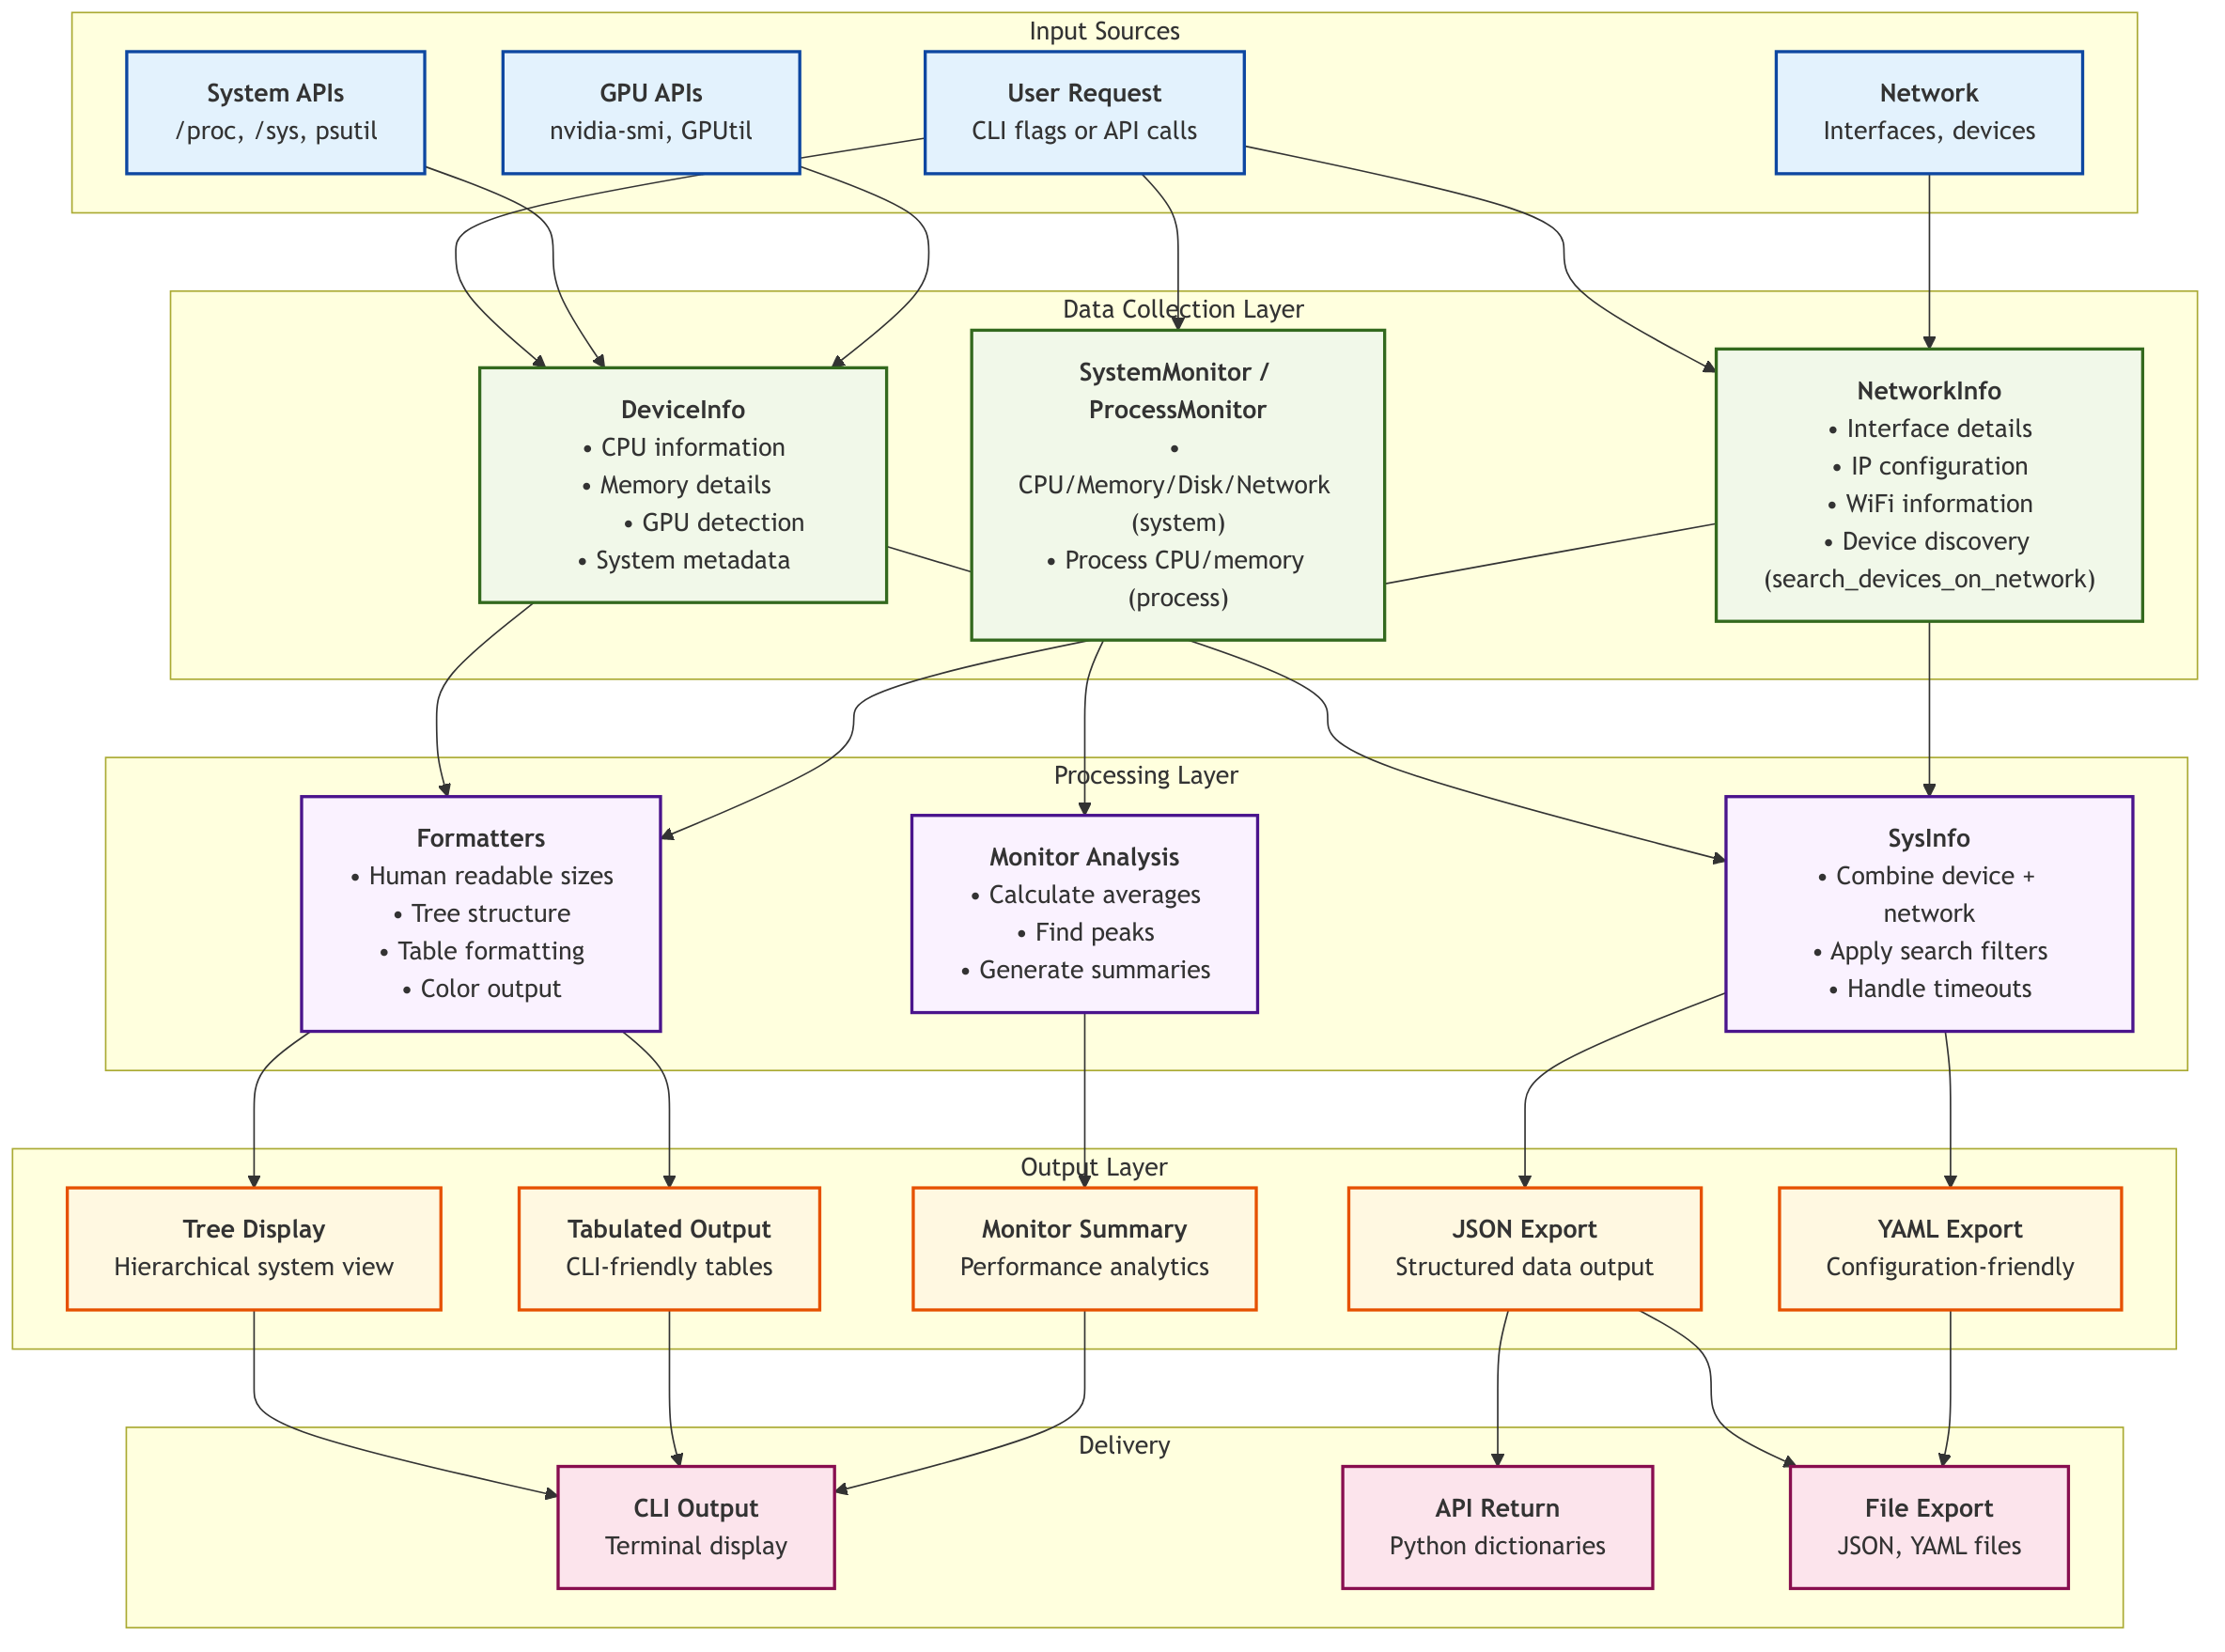 Input Sources
System APIs
/proc, /sys, psutil
GPU APIs
nvidia-smi, GPUtil
User Request
CLI flags or API calls
Network
Interfaces, devices
Data Collection Layer
DeviceInfo
• CPU information
• Memory details
• GPU detection
• System metadata
SystemMonitor /
ProcessMonitor
•
CPU/Memory/Disk/Network
(system)
• Process CPU/memory
(process)
NetworkInfo
• Interface details
• IP configuration
• WiFi information
• Device discovery
(search_devices_on_network)
Processing Layer
Formatters
• Human readable sizes
• Tree structure
• Table formatting
• Color output
Monitor Analysis
• Calculate averages
• Find peaks
• Generate summaries
SysInfo
• Combine device +
network
• Apply search filters
• Handle timeouts
Output Layer
Tree Display
Hierarchical system view
Tabulated Output
CLI-friendly tables
Monitor Summary
Performance analytics
JSON Export
Structured data output
YAML Export
Configuration-friendly
Delivery
CLI Output
Terminal display
API Return
Python dictionaries
File Export
JSON, YAML files